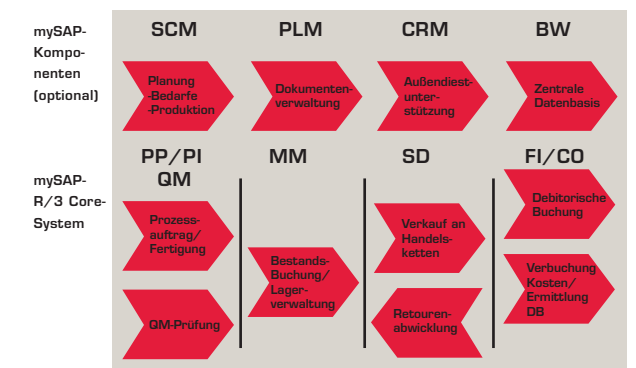 mySAP-
Kompo-
nenten
(optional)
SCM
PLM
CRM
BW
Planung
-Bedarfe
-Produktion
Dokumenten-
verwaltung
Außendiest-
unter-
stützung
Zentrale
Datenbasis
mySAP-
R/3 Core-
System
PP/PI
QM
MM
SD
FI/CO
Prozess-
auftrag/
Fertigung
QM-Prüfung
Bestands-
Buchung/
Lager-
verwaltung
Verkauf an
Handels-
ketten
Retouren-
abwicklung
Debitorische
Buchung
Verbuchung
Kosten/
Ermittlung
DB